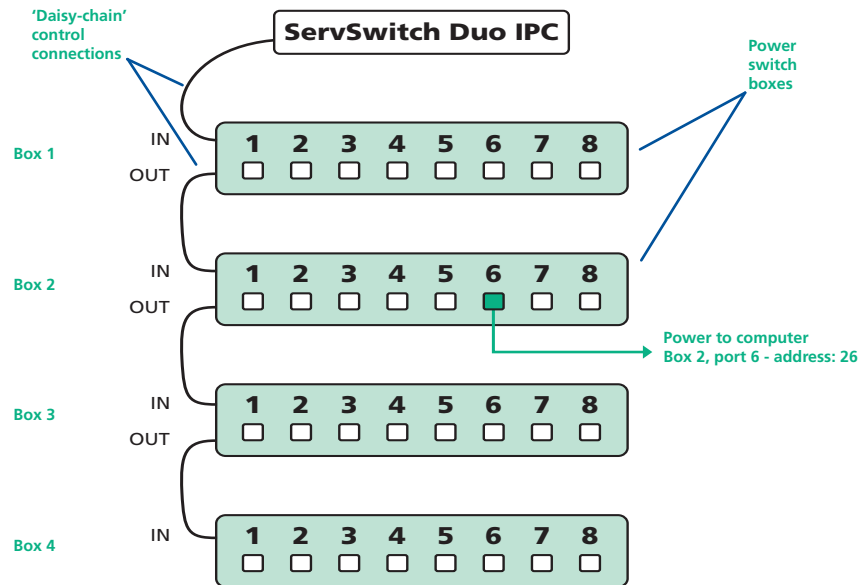 ‘Daisy-chain’
control
connections
ServSwitch Duo IPC
Power
switch
boxes
Box 1
IN
OUT
1 2 3 4 5 6 7 8
Box 2
IN
OUT
1 2 3 4 5 6 7 8
Power to computer
Box 2, port 6 - address: 26
Box 3
IN
OUT
1 2 3 4 5 6 7 8
Box 4
IN
1 2 3 4 5 6 7 8